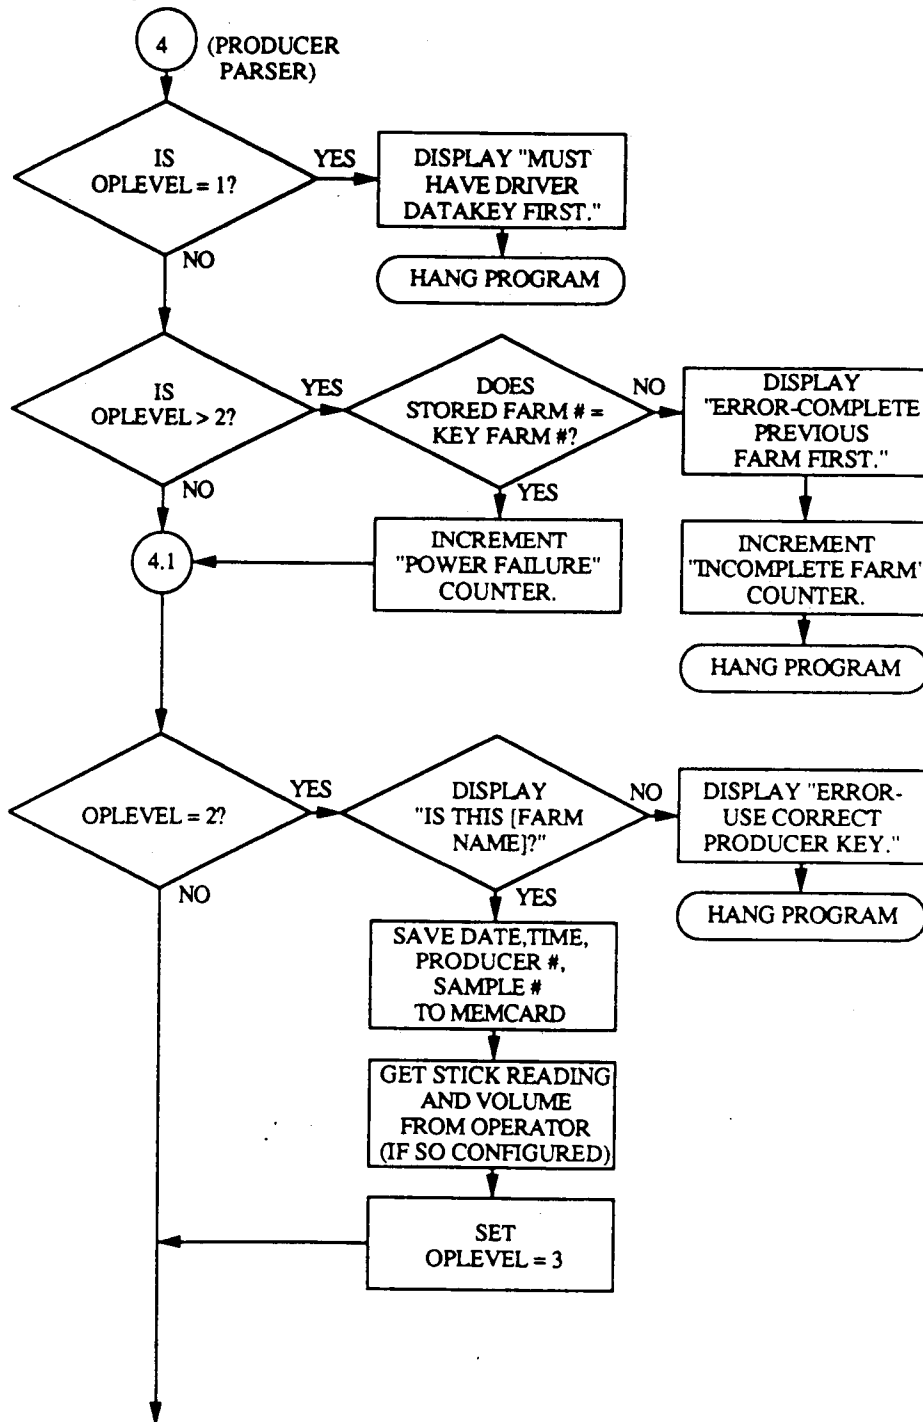 4 (PRODUCER
PARSER)
IS
OPLEVEL = 1?
YES
DISPLAY "MUST
HAVE DRIVER
DATAKEY FIRST."
NO
HANG PROGRAM
IS
OPLEVEL > 2?
YES
DOES
STORED FARM # =
KEY FARM #?
NO
DISPLAY
"ERROR-COMPLETE
PREVIOUS
FARM FIRST."
NO
YES
4.1
INCREMENT
"POWER FAILURE"
COUNTER.
INCREMENT
"INCOMPLETE FARM"
COUNTER.
HANG PROGRAM
OPLEVEL = 2?
YES
DISPLAY
"IS THIS [FARM
NAME]?"
NO
DISPLAY "ERROR-
USE CORRECT
PRODUCER KEY."
NO
YES
HANG PROGRAM
SAVE DATE,TIME,
PRODUCER #,
SAMPLE #
TO MEMCARD
GET STICK READING
AND VOLUME
FROM OPERATOR
(IF SO CONFIGURED)
SET
OPLEVEL = 3